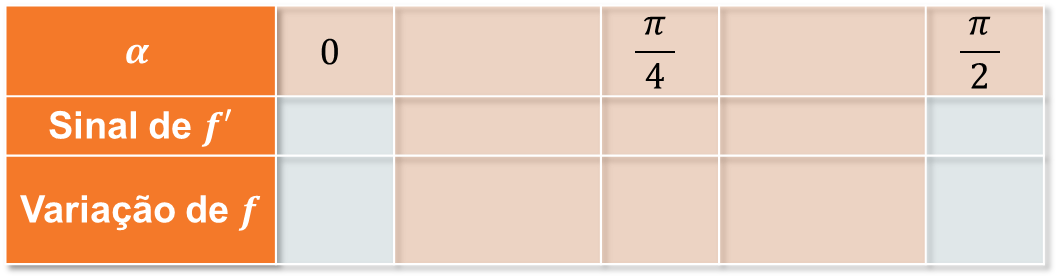 α 0 π/4 π/2
Sinal de f′
Variação de f